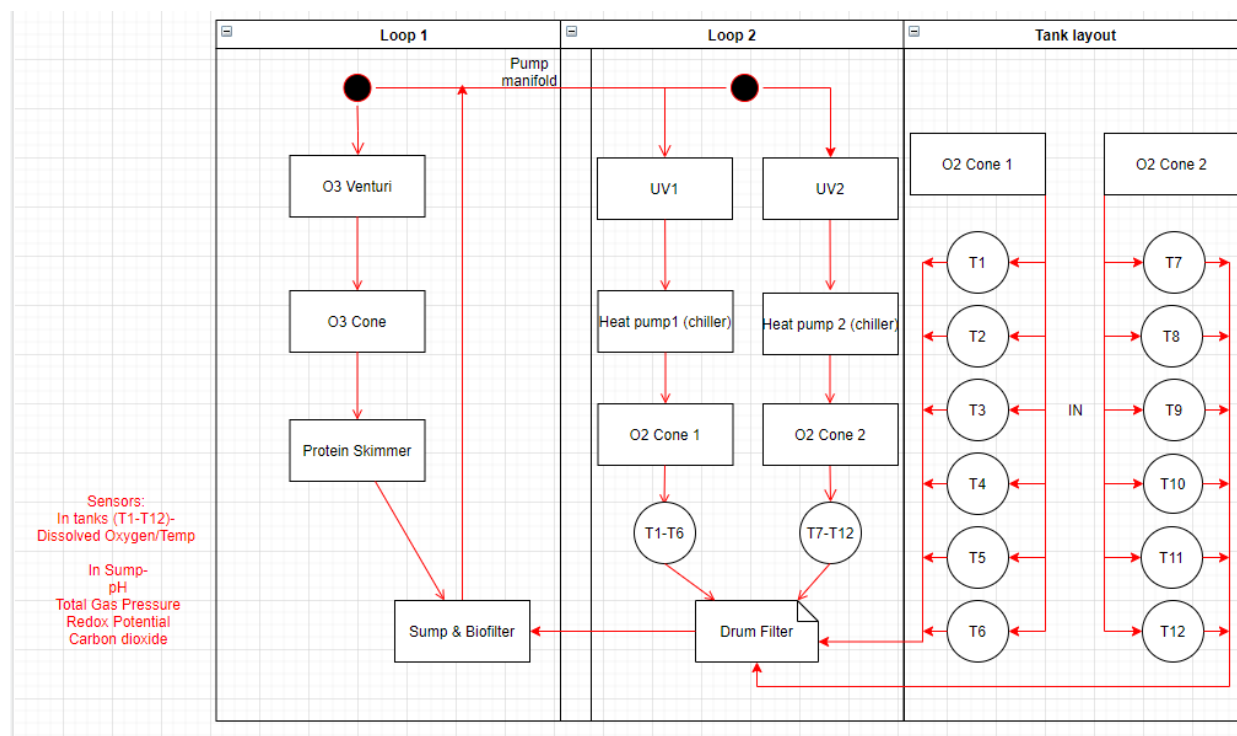 Loop 1
Loop 2
Tank layout
Pump
manifold
O3 Venturi
O3 Cone
Protein Skimmer
Sump & Biofilter
UV1
UV2
Heat pump1 (chiller)
Heat pump 2 (chiller)
O2 Cone 1
O2 Cone 2
T1-T6
T7-T12
Drum Filter
O2 Cone 1
O2 Cone 2
T1
T7
T2
T8
T3
IN
T9
T4
T10
T5
T11
T6
T12
Sensors:
In tanks (T1-T12)-
Dissolved Oxygen/Temp
In Sump-
pH
Total Gas Pressure
Redox Potential
Carbon dioxide